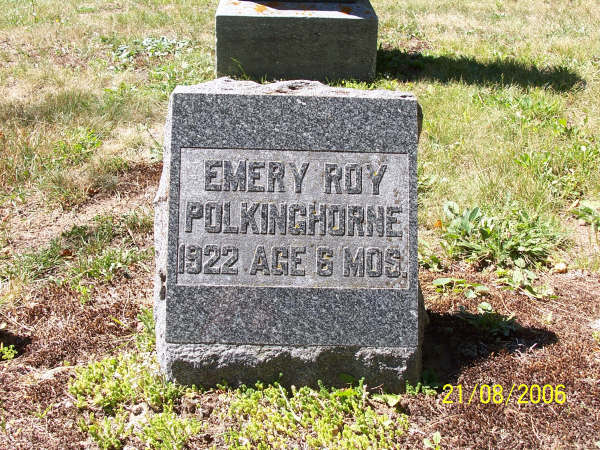 EMERY ROY
POLKINGHORNE
1922 AGE 6 MOS.
21/08/2006